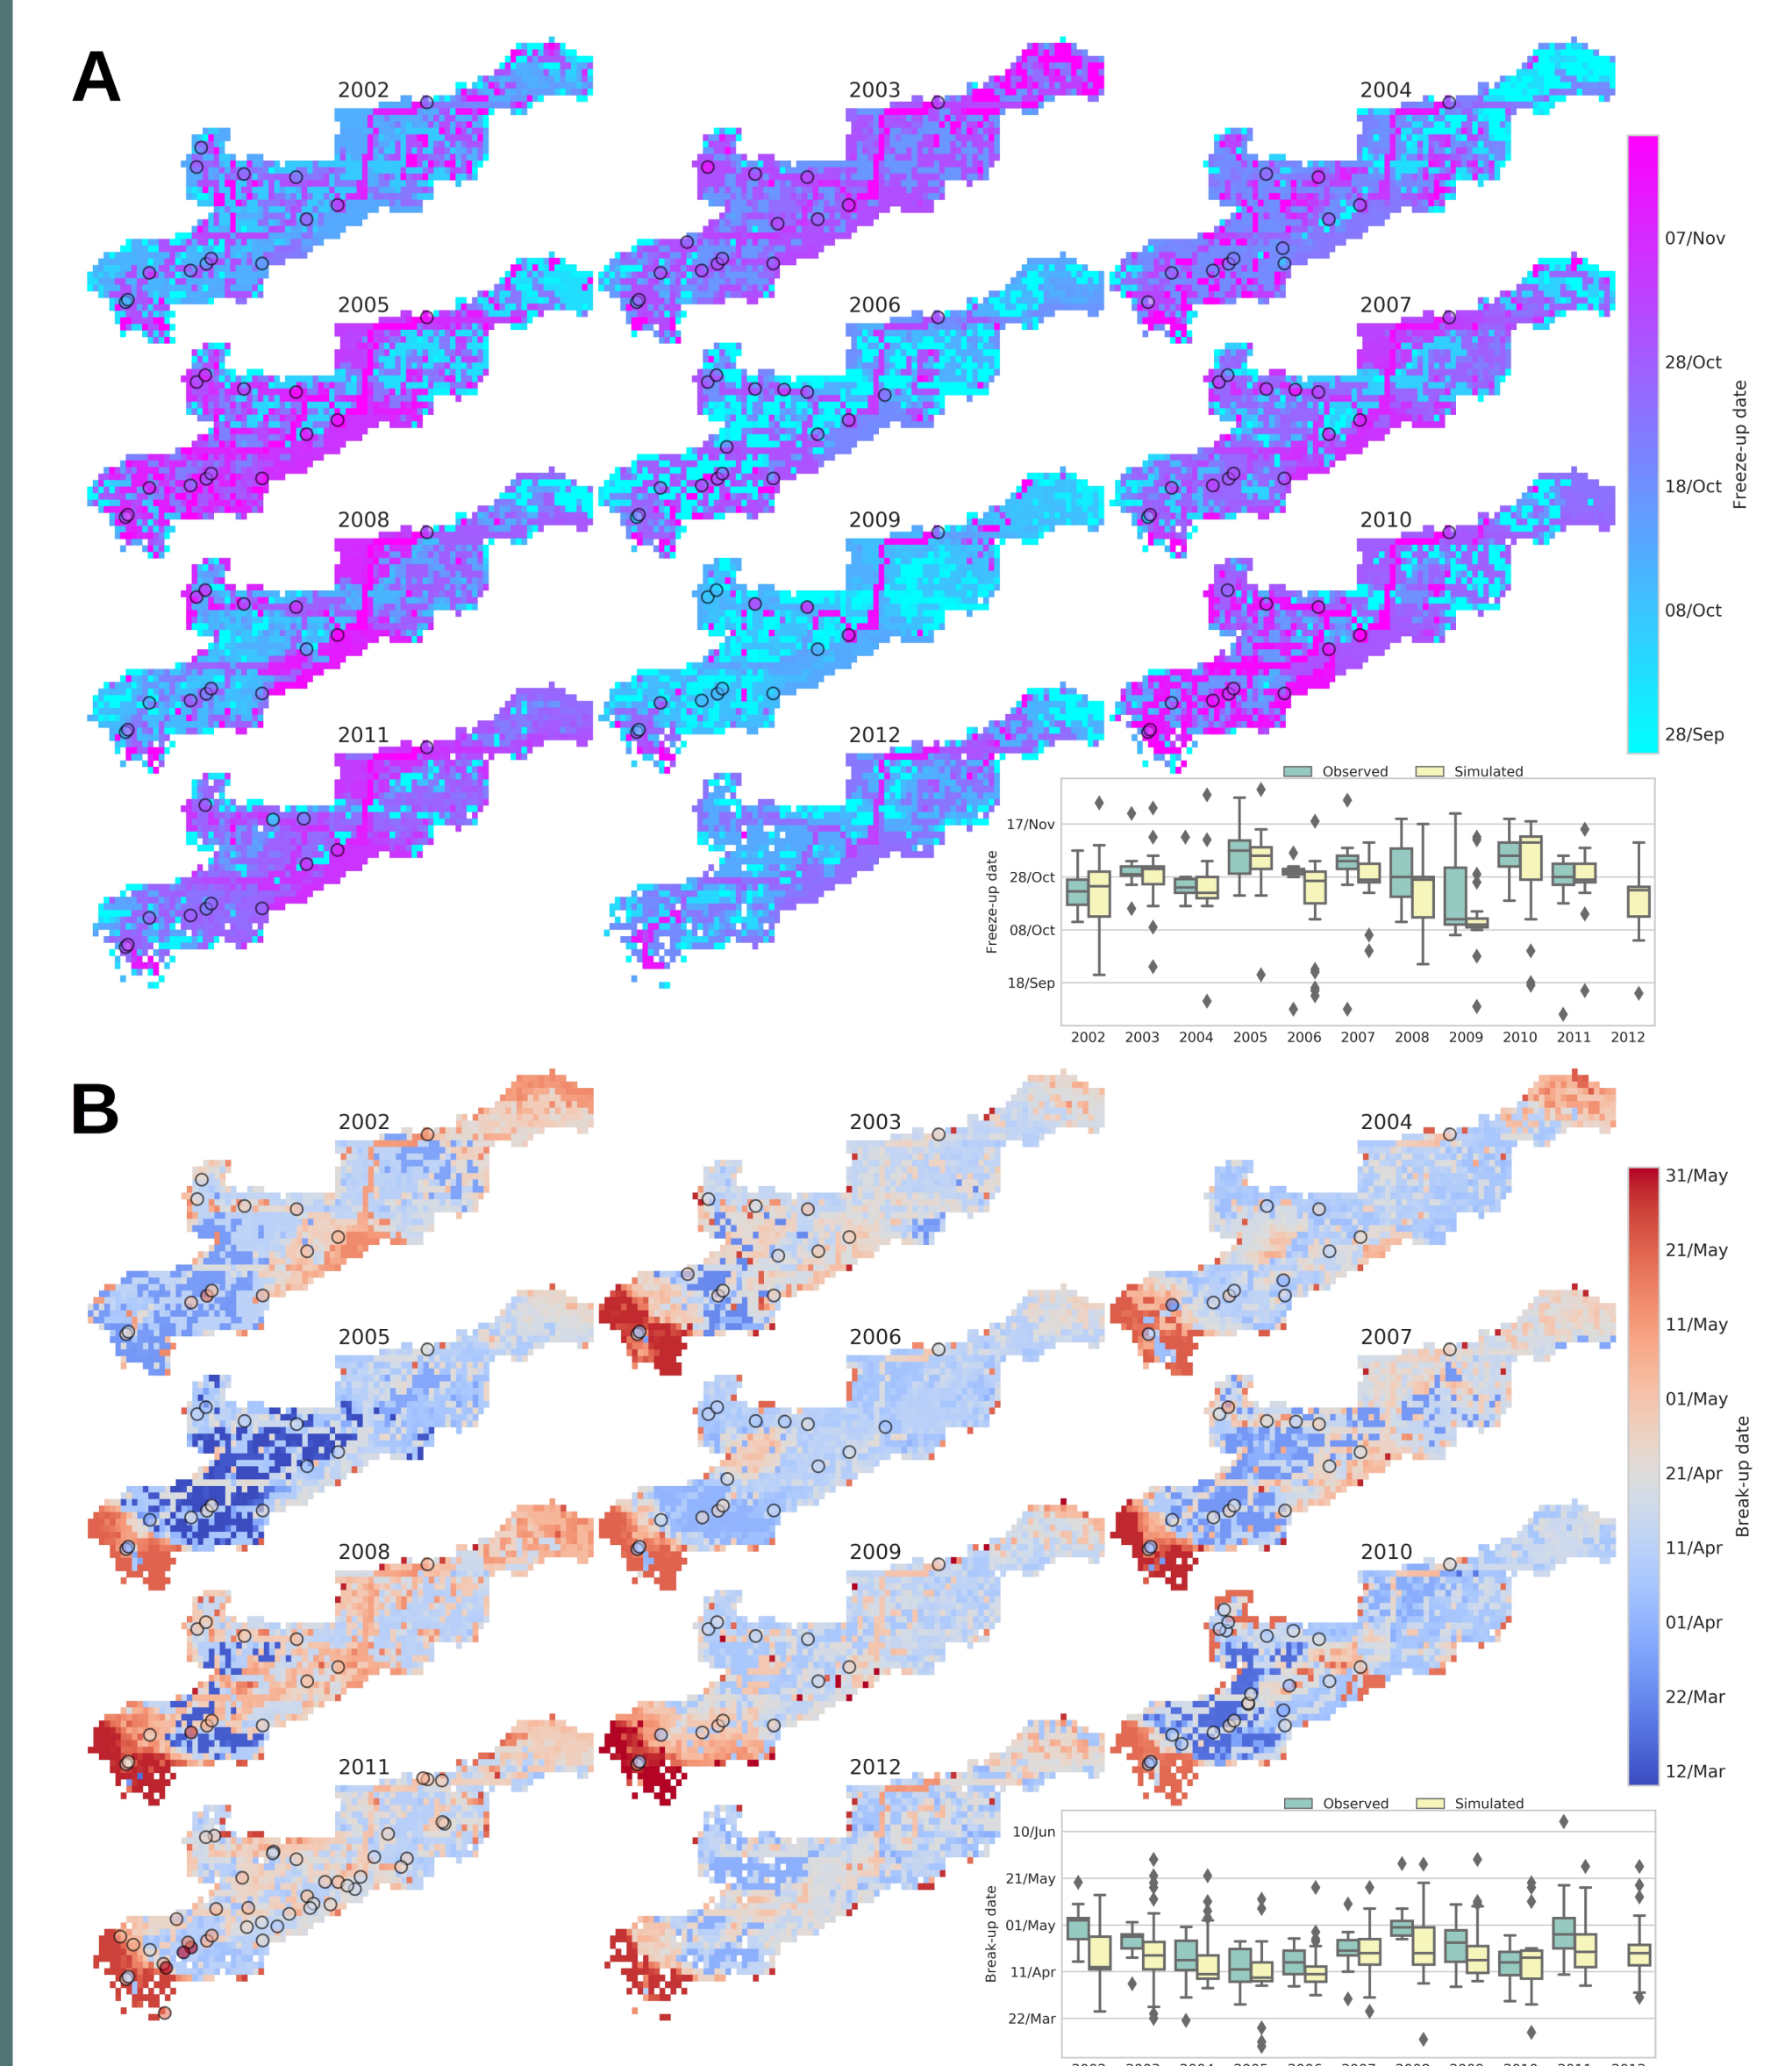 A
2002
2003
2004
2005
2006
2007
2008
2009
2010
2011
2012
07/Nov
28/Oct
18/Oct
08/Oct
28/Sep
Freeze-up date
Observed Simulated
17/Nov
28/Oct
08/Oct
18/Sep
Freeze-up date
2002 2003 2004 2005 2006 2007 2008 2009 2010 2011 2012
B
2002
2003
2004
2005
2006
2007
2008
2009
2010
2011
2012
31/May
21/May
11/May
01/May
21/Apr
11/Apr
01/Apr
22/Mar
12/Mar
Break-up date
Observed Simulated
10/Jun
21/May
01/May
11/Apr
22/Mar
Break-up date